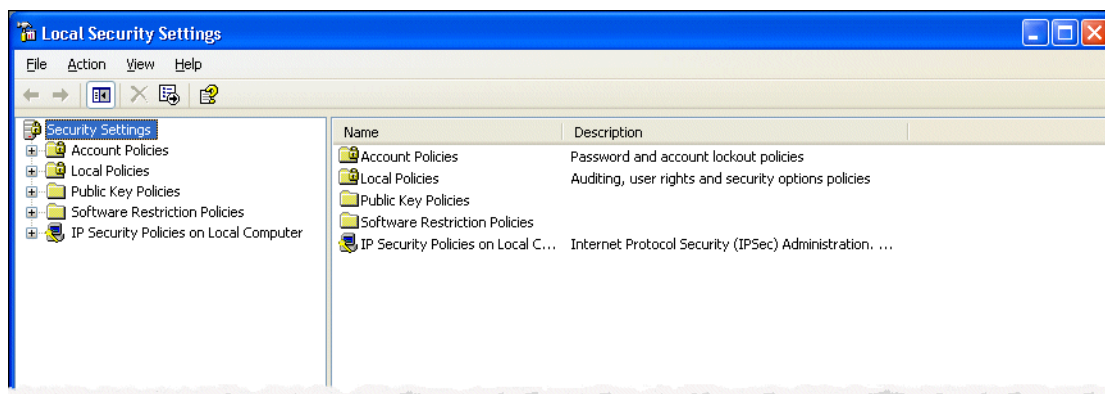 Local Security Settings
File Action View Help
Security Settings
Account Policies
Local Policies
Public Key Policies
Software Restriction Policies
IP Security Policies on Local Computer
Name Description
Account Policies Password and account lockout policies
Local Policies Auditing, user rights and security options policies
Public Key Policies
Software Restriction Policies
IP Security Policies on Local C... Internet Protocol Security (IPSec) Administration. ...